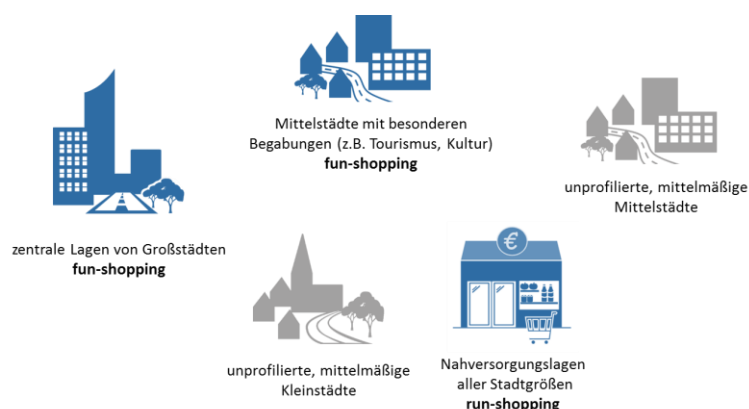 Mittelstädte mit besonderen
Begabungen (z.B. Tourismus, Kultur)
fun-shopping
unprofilierte, mittelmäßige
Mittelstädte
zentrale Lagen von Großstädten
fun-shopping
€
unprofilierte, mittelmäßige
Kleinstädte
Nahversorgungslagen
aller Stadtgrößen
run-shopping